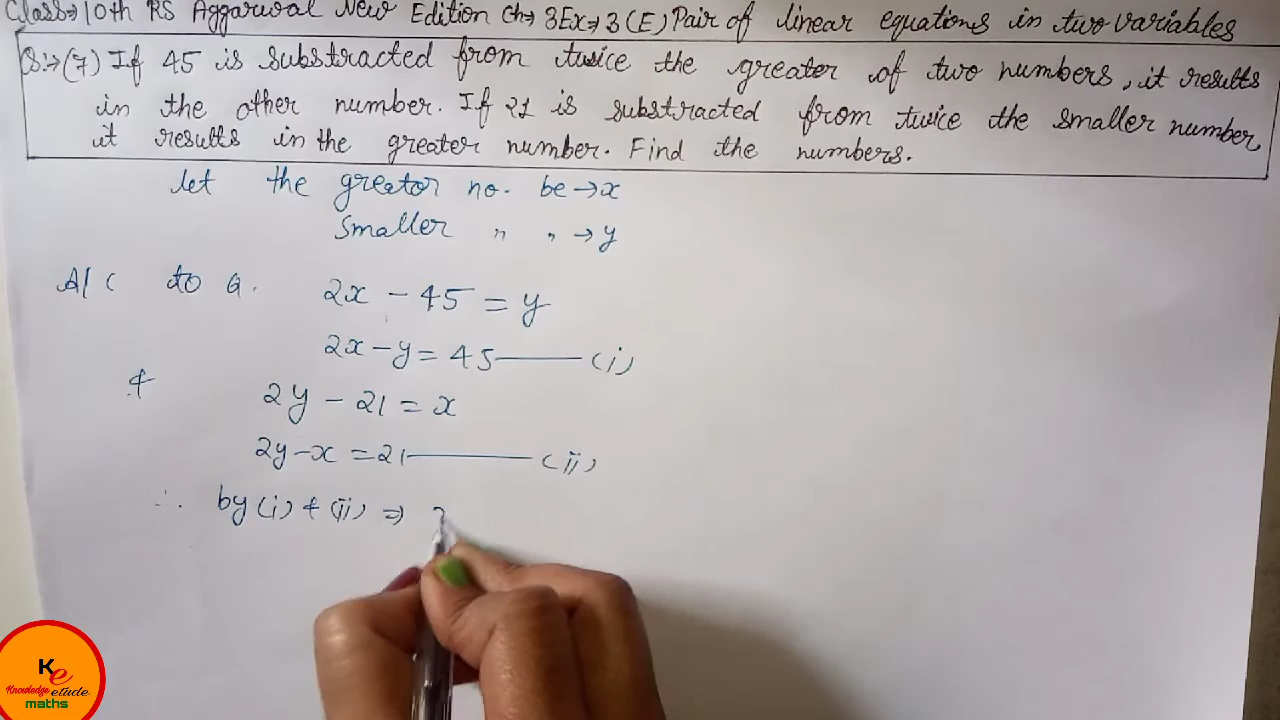 Class→10th RS Aggarwal New Edition Ch→ 3Ex→3(E) Pair of linear equations in two variables
Q:→(7) If 45 is substracted from twice the greater of two numbers, it results
in the other number. If 21 is substracted from twice the smaller number,
it results in the greater number. Find the numbers.
let the greator no. be → x
Smaller " " → y
A/c to Q. 2x - 45 = y
2x - y = 45 —— (i)
& 2y - 21 = x
2y - x = 21 —— (ii)
∴ by (i) & (ii) ⇒ 2
Ke
Knowledge etude
maths